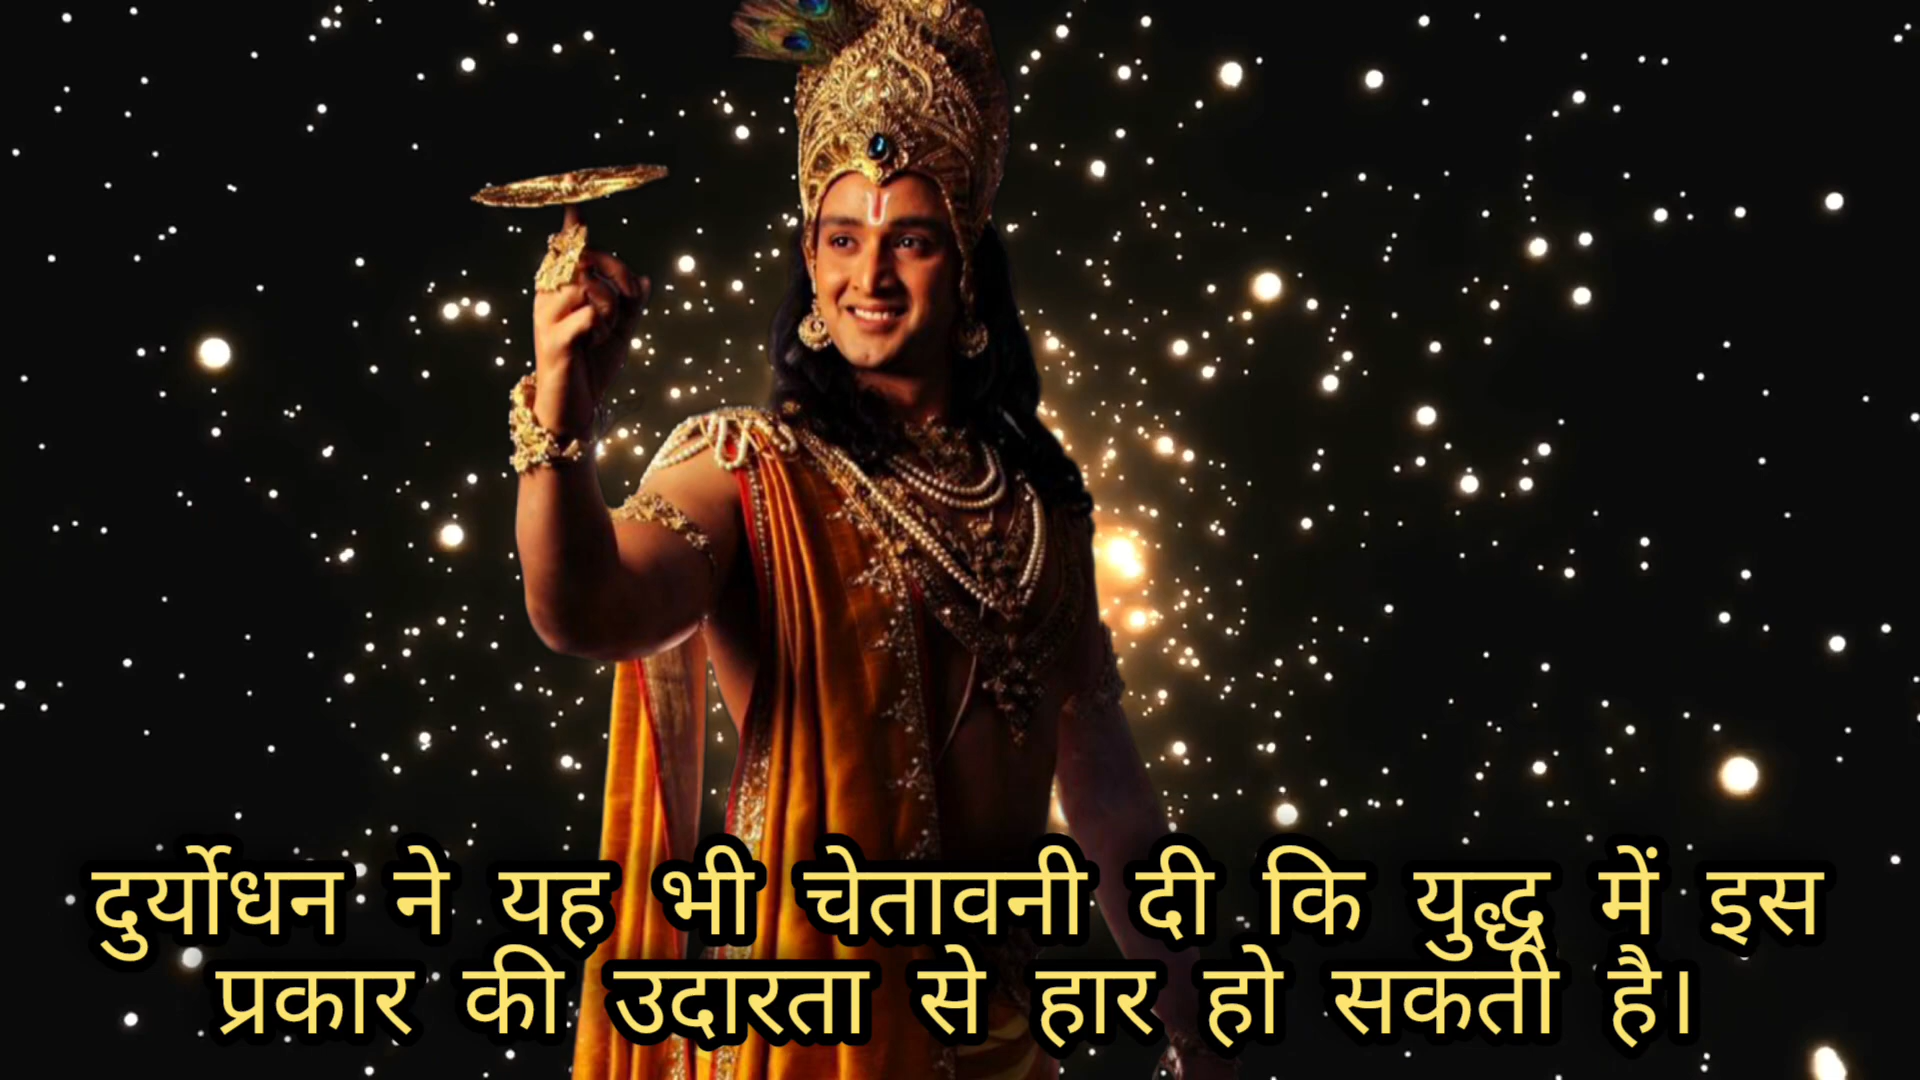 दुर्योधन ने यह भी चेतावनी दी कि युद्ध में इस
प्रकार की उदारता से हार हो सकती है।